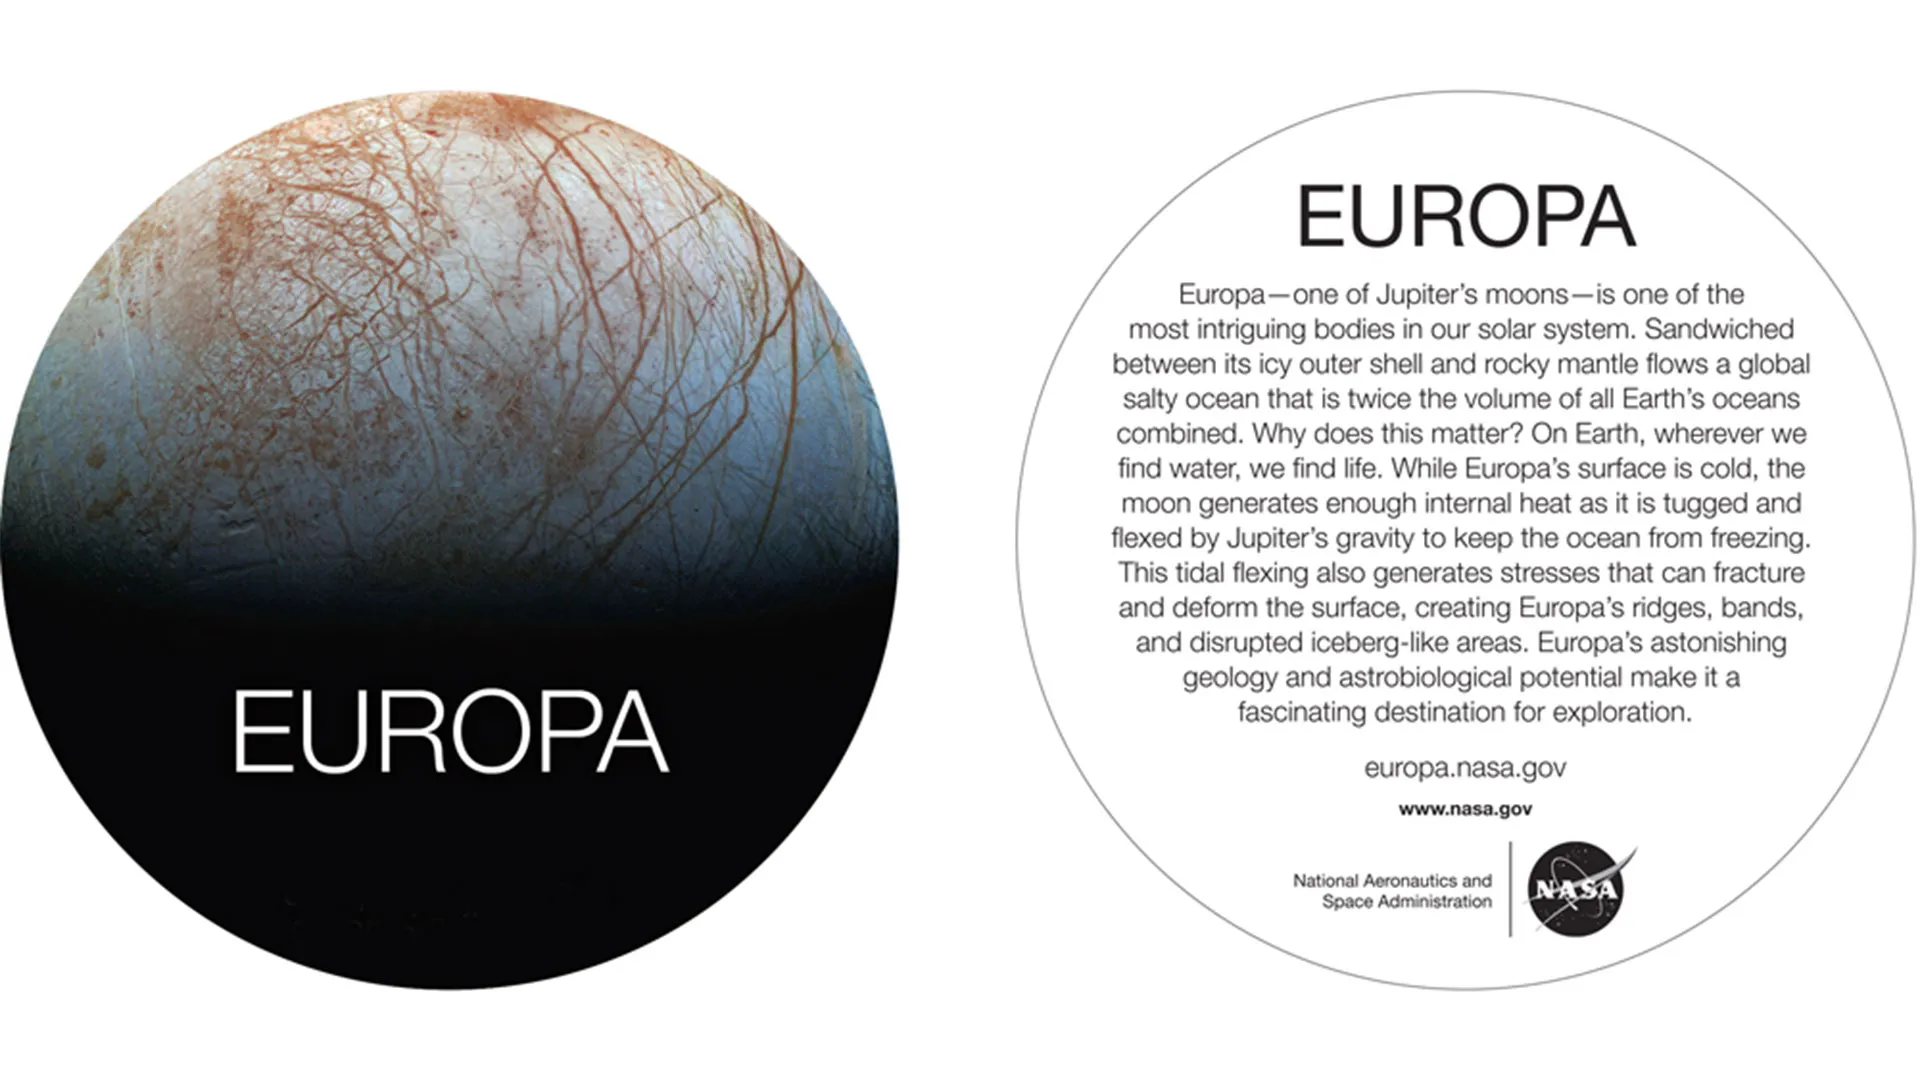 EUROPA
EUROPA
Europa—one of Jupiter’s moons—is one of the
most intriguing bodies in our solar system. Sandwiched
between its icy outer shell and rocky mantle flows a global
salty ocean that is twice the volume of all Earth’s oceans
combined. Why does this matter? On Earth, wherever we
find water, we find life. While Europa’s surface is cold, the
moon generates enough internal heat as it is tugged and
flexed by Jupiter’s gravity to keep the ocean from freezing.
This tidal flexing also generates stresses that can fracture
and deform the surface, creating Europa’s ridges, bands,
and disrupted iceberg-like areas. Europa’s astonishing
geology and astrobiological potential make it a
fascinating destination for exploration.
europa.nasa.gov
www.nasa.gov
National Aeronautics and
Space Administration
NASA